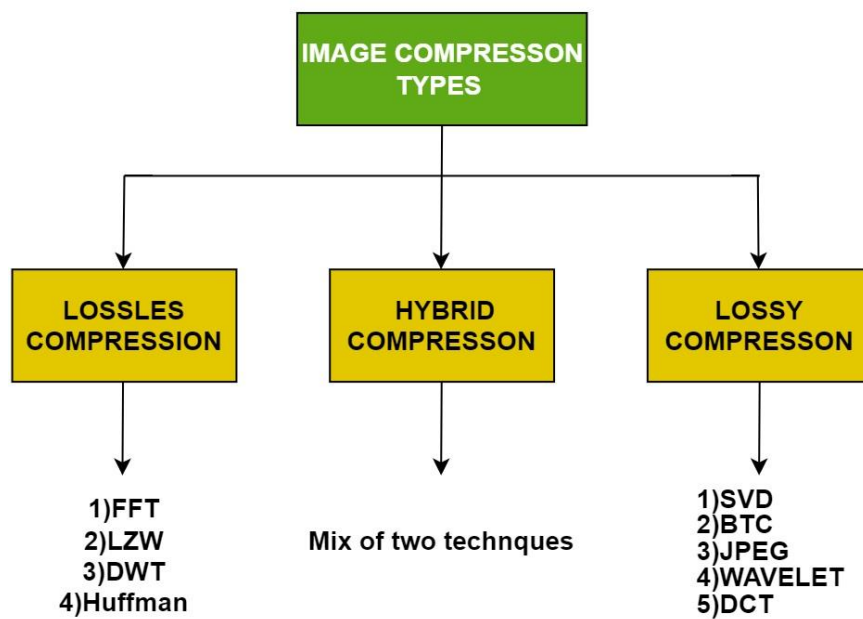 IMAGE COMPRESSON
TYPES
LOSSLES
COMPRESSION
HYBRID
COMPRESSON
LOSSY
COMPRESSON
1)FFT
2)LZW
3)DWT
4)Huffman
Mix of two technques
1)SVD
2)BTC
3)JPEG
4)WAVELET
5)DCT